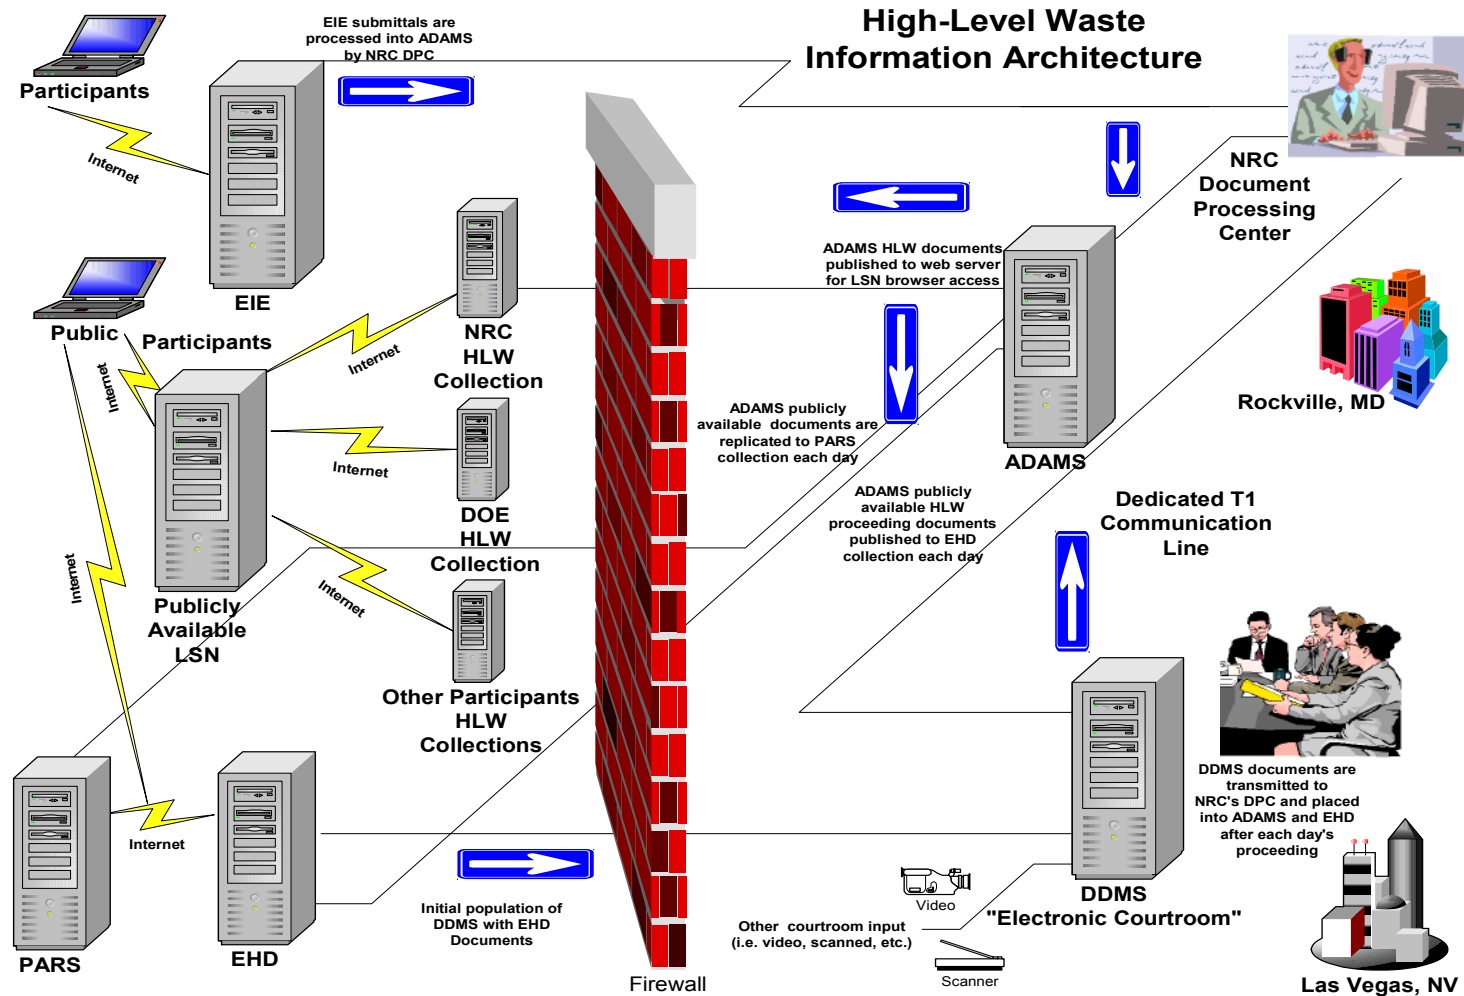 High-Level Waste
Information Architecture
EIE submittals are
processed into ADAMS
by NRC DPC
Participants
Internet
EIE
NRC
Document
Processing
Center
ADAMS HLW documents
published to web server
for LSN browser access
Public
Participants
Internet
Internet
NRC
HLW
Collection
Rockville, MD
ADAMS publicly
available documents are
replicated to PARS
collection each day
ADAMS
Internet
DOE
HLW
Collection
ADAMS publicly
available HLW
proceeding documents
published to EHD
collection each day
Dedicated T1
Communication
Line
Internet
Internet
Publicly
Available
LSN
Other Participants
HLW
Collections
DDMS documents are
transmitted to
NRC's DPC and placed
into ADAMS and EHD
after each day's
proceeding
Internet
PARS
EHD
Initial population of
DDMS with EHD
Documents
Firewall
Video
Other courtroom input
(i.e. video, scanned, etc.)
Scanner
DDMS
"Electronic Courtroom"
Las Vegas, NV